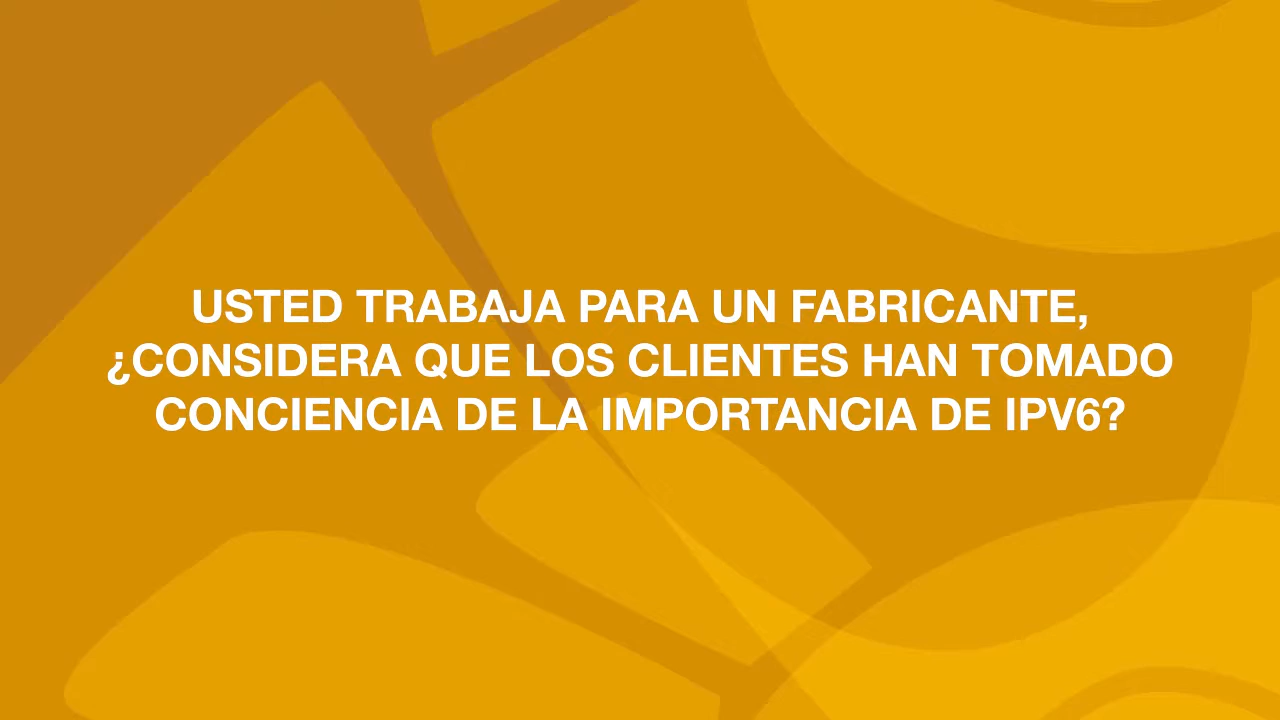 USTED TRABAJA PARA UN FABRICANTE,
¿CONSIDERA QUE LOS CLIENTES HAN TOMADO
CONCIENCIA DE LA IMPORTANCIA DE IPV6?